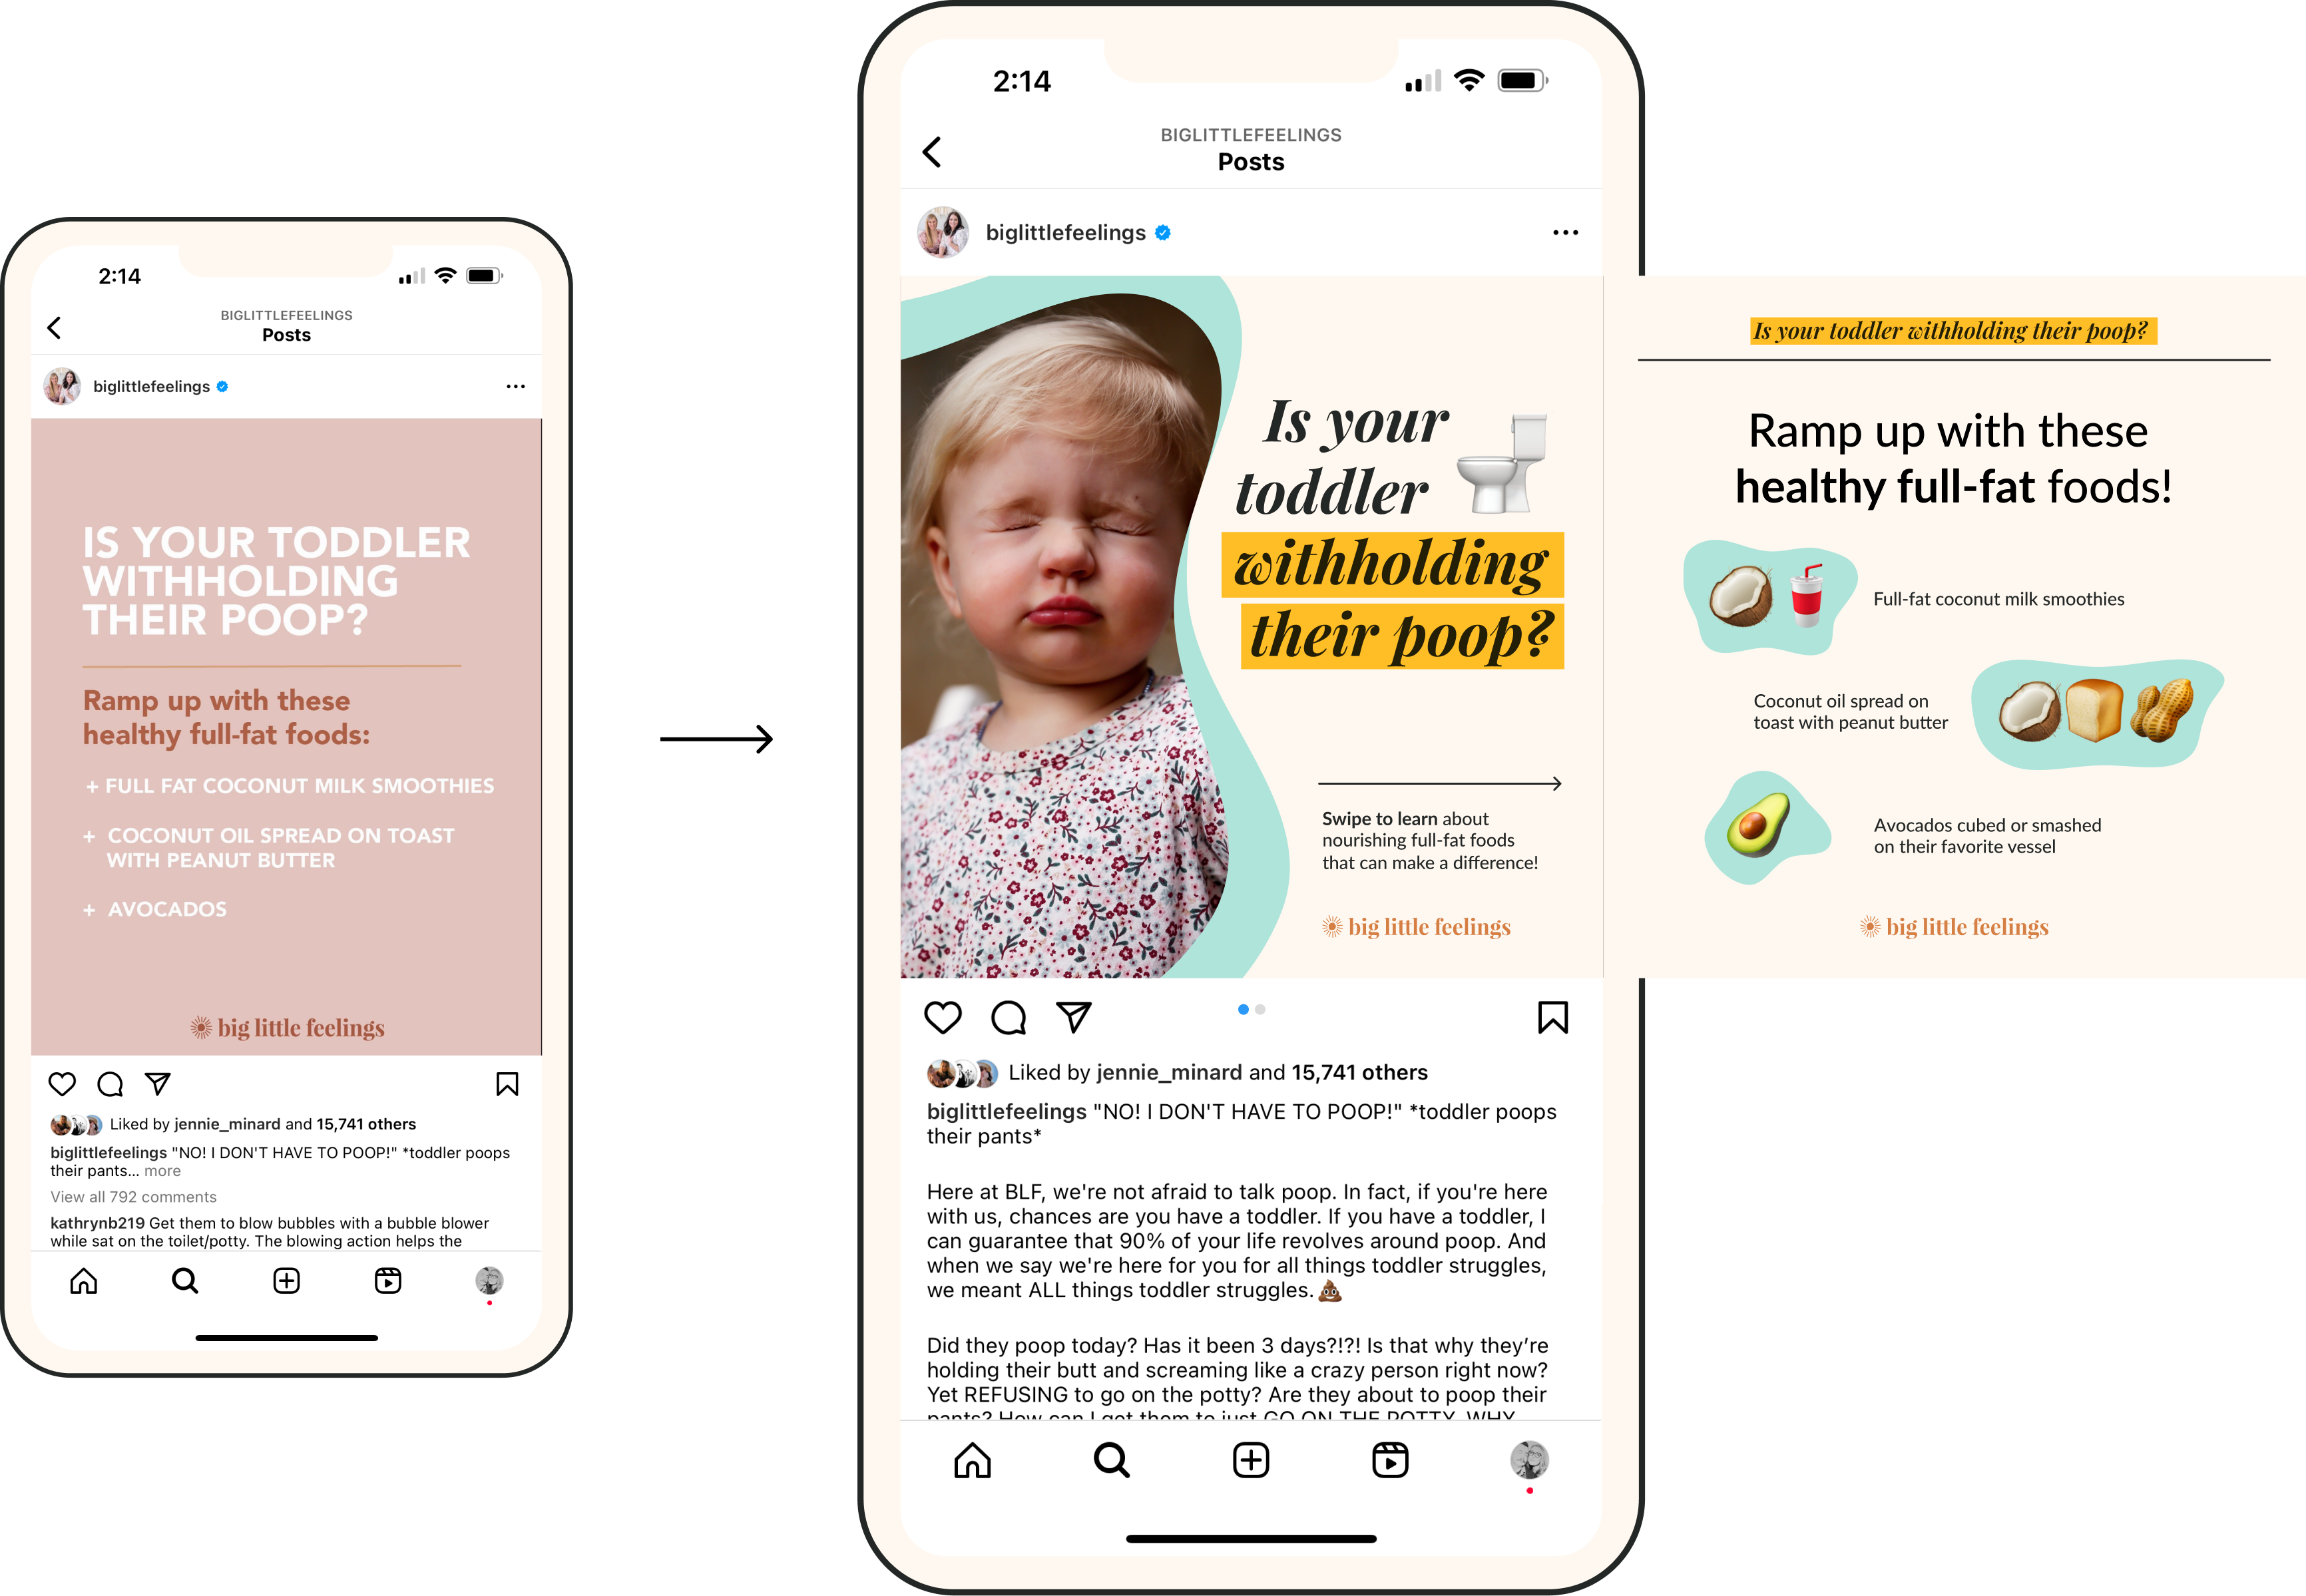 2:14
BIGLITTLEFEELINGS
Posts
biglittlefeelings
IS YOUR TODDLER
WITHHOLDING
THEIR POOP?
Ramp up with these
healthy full-fat foods:
+ FULL FAT COCONUT MILK SMOOTHIES
+ COCONUT OIL SPREAD ON TOAST
WITH PEANUT BUTTER
+ AVOCADOS
big little feelings
Liked by jennie_minard and 15,741 others
biglittlefeelings "NO! I DON'T HAVE TO POOP!" *toddler poops
their pants... more
View all 792 comments
kathrynb219 Get them to blow bubbles with a bubble blower
while sat on the toilet/potty. The blowing action helps the
2:14
BIGLITTLEFEELINGS
Posts
biglittlefeelings
Is your
toddler
withholding
their poop?
Swipe to learn about
nourishing full-fat foods
that can make a difference!
big little feelings
Liked by jennie_minard and 15,741 others
biglittlefeelings "NO! I DON'T HAVE TO POOP!" *toddler poops
their pants*
Here at BLF, we're not afraid to talk poop. In fact, if you're here
with us, chances are you have a toddler. If you have a toddler, I
can guarantee that 90% of your life revolves around poop. And
when we say we're here for you for all things toddler struggles,
we meant ALL things toddler struggles.💩
Did they poop today? Has it been 3 days?!?! Is that why they're
holding their butt and screaming like a crazy person right now?
Yet REFUSING to go on the potty? Are they about to poop their
pants? How can I get them to just GO ON THE POTTY. WHY
Is your toddler withholding their poop?
Ramp up with these
healthy full-fat foods!
Full-fat coconut milk smoothies
Coconut oil spread on
toast with peanut butter
Avocados cubed or smashed
on their favorite vessel
big little feelings